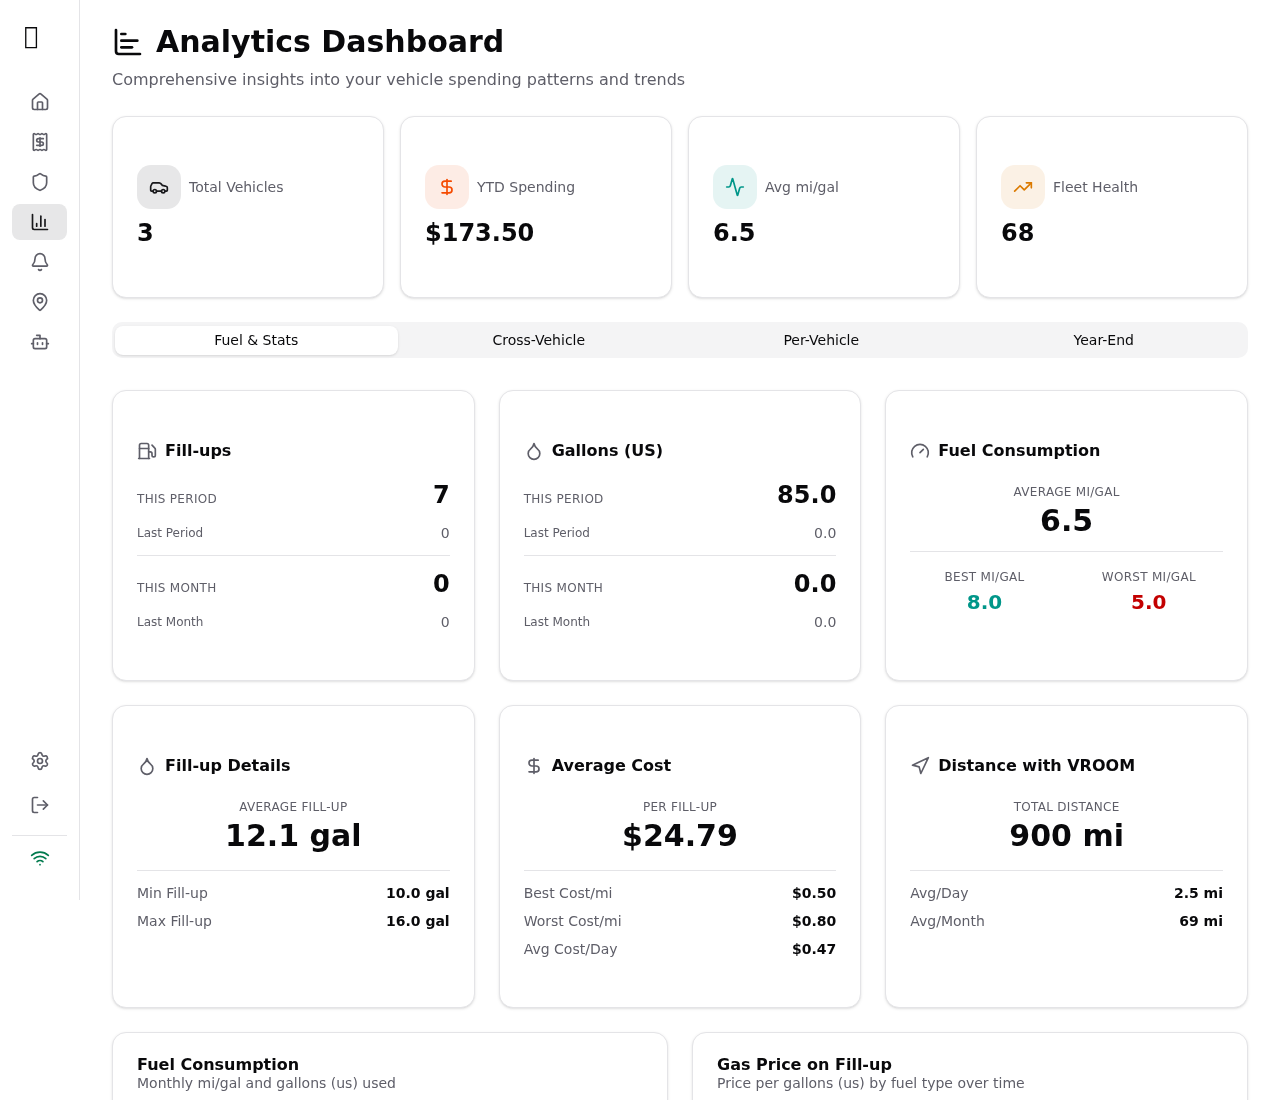 Analytics Dashboard
Comprehensive insights into your vehicle spending patterns and trends
Total Vehicles
3
YTD Spending
$173.50
Avg mi/gal
6.5
Fleet Health
68
Fuel & Stats
Cross-Vehicle
Per-Vehicle
Year-End
Fill-ups
THIS PERIOD 7
Last Period 0
THIS MONTH 0
Last Month 0
Gallons (US)
THIS PERIOD 85.0
Last Period 0.0
THIS MONTH 0.0
Last Month 0.0
Fuel Consumption
AVERAGE MI/GAL
6.5
BEST MI/GAL
8.0
WORST MI/GAL
5.0
Fill-up Details
AVERAGE FILL-UP
12.1 gal
Min Fill-up 10.0 gal
Max Fill-up 16.0 gal
Average Cost
PER FILL-UP
$24.79
Best Cost/mi $0.50
Worst Cost/mi $0.80
Avg Cost/Day $0.47
Distance with VROOM
TOTAL DISTANCE
900 mi
Avg/Day 2.5 mi
Avg/Month 69 mi
Fuel Consumption
Monthly mi/gal and gallons (us) used
Gas Price on Fill-up
Price per gallons (us) by fuel type over time